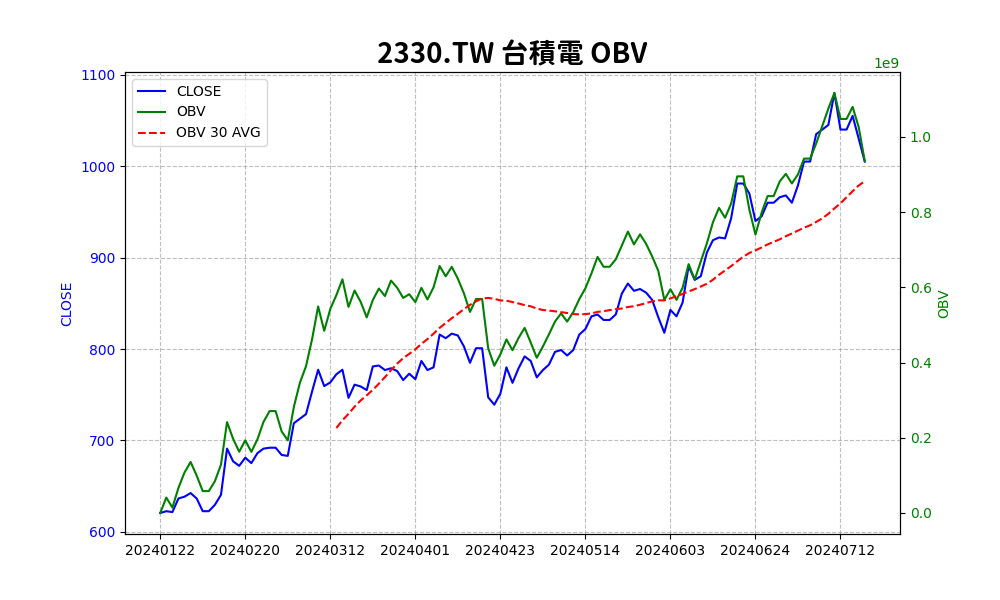 2330.TW 台積電 OBV
1e9
CLOSE
OBV
OBV 30 AVG
1100
1000
900
800
700
600
CLOSE
1.0
0.8
0.6
0.4
0.2
0.0
OBV
20240122 20240220 20240312 20240401 20240423 20240514 20240603 20240624 20240712